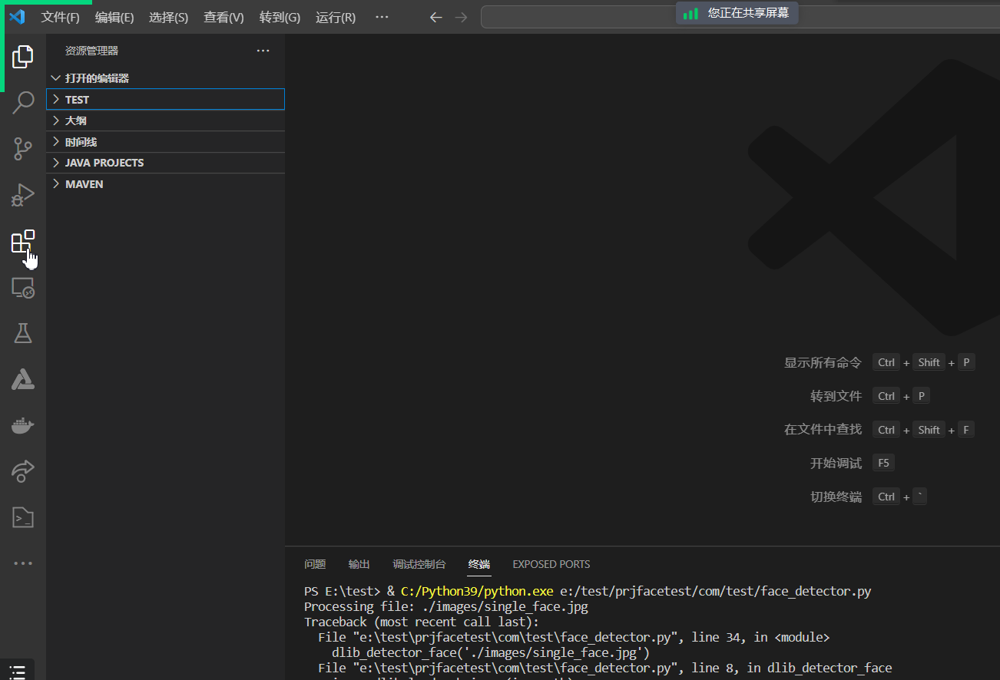 文件(F) 编辑(E) 选择(S) 查看(V) 转到(G) 运行(R) ···
您正在共享屏幕
资源管理器 ···
打开的编辑器
TEST
大纲
时间线
JAVA PROJECTS
MAVEN
显示所有命令 Ctrl + Shift + P
转到文件 Ctrl + P
在文件中查找 Ctrl + Shift + F
开始调试 F5
切换终端 Ctrl + `
问题 输出 调试控制台 终端 EXPOSED PORTS
PS E:\test> & C:/Python39/python.exe e:/test/prjfacetest/com/test/face_detector.py
Processing file: ./images/single_face.jpg
Traceback (most recent call last):
File "e:\test\prjfacetest\com\test\face_detector.py", line 34, in <module>
dlib_detector_face('./images/single_face.jpg')
File "e:\test\prjfacetest\com\test\face_detector.py", line 8, in dlib_detector_face